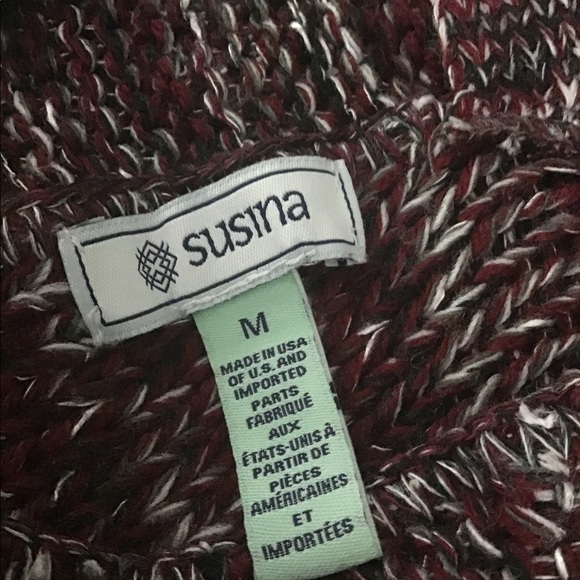 susina
M
MADE IN USA
OF U.S. AND
IMPORTED
PARTS
FABRIQUÉ
AUX
ÉTATS-UNIS À
PARTIR DE
PIÈCES
AMÉRICAINES
ET
IMPORTÉES